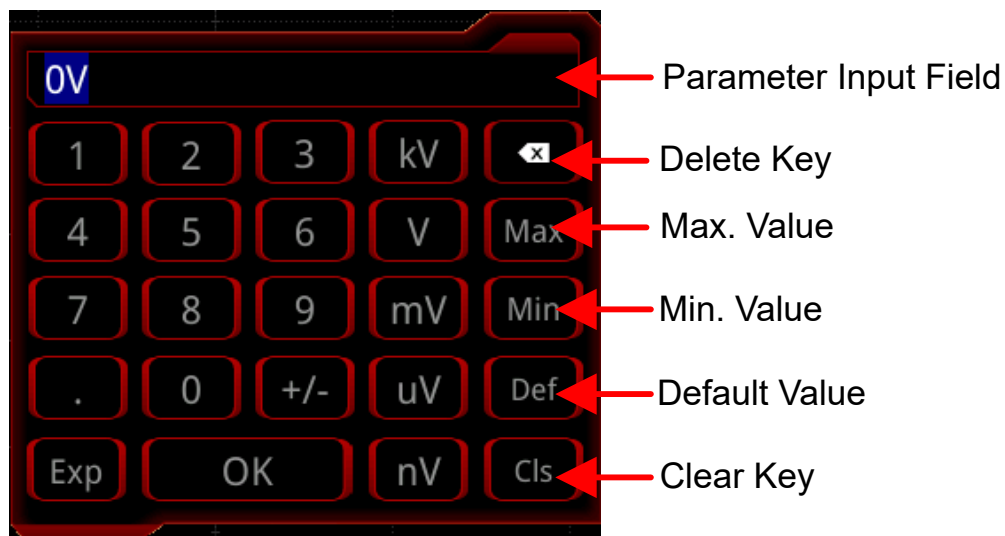 0V
Parameter Input Field
1 2 3 kV
Delete Key
4 5 6 V Max
Max. Value
7 8 9 mV Min
Min. Value
. 0 +/- uV Def
Default Value
Exp OK nV Cls
Clear Key